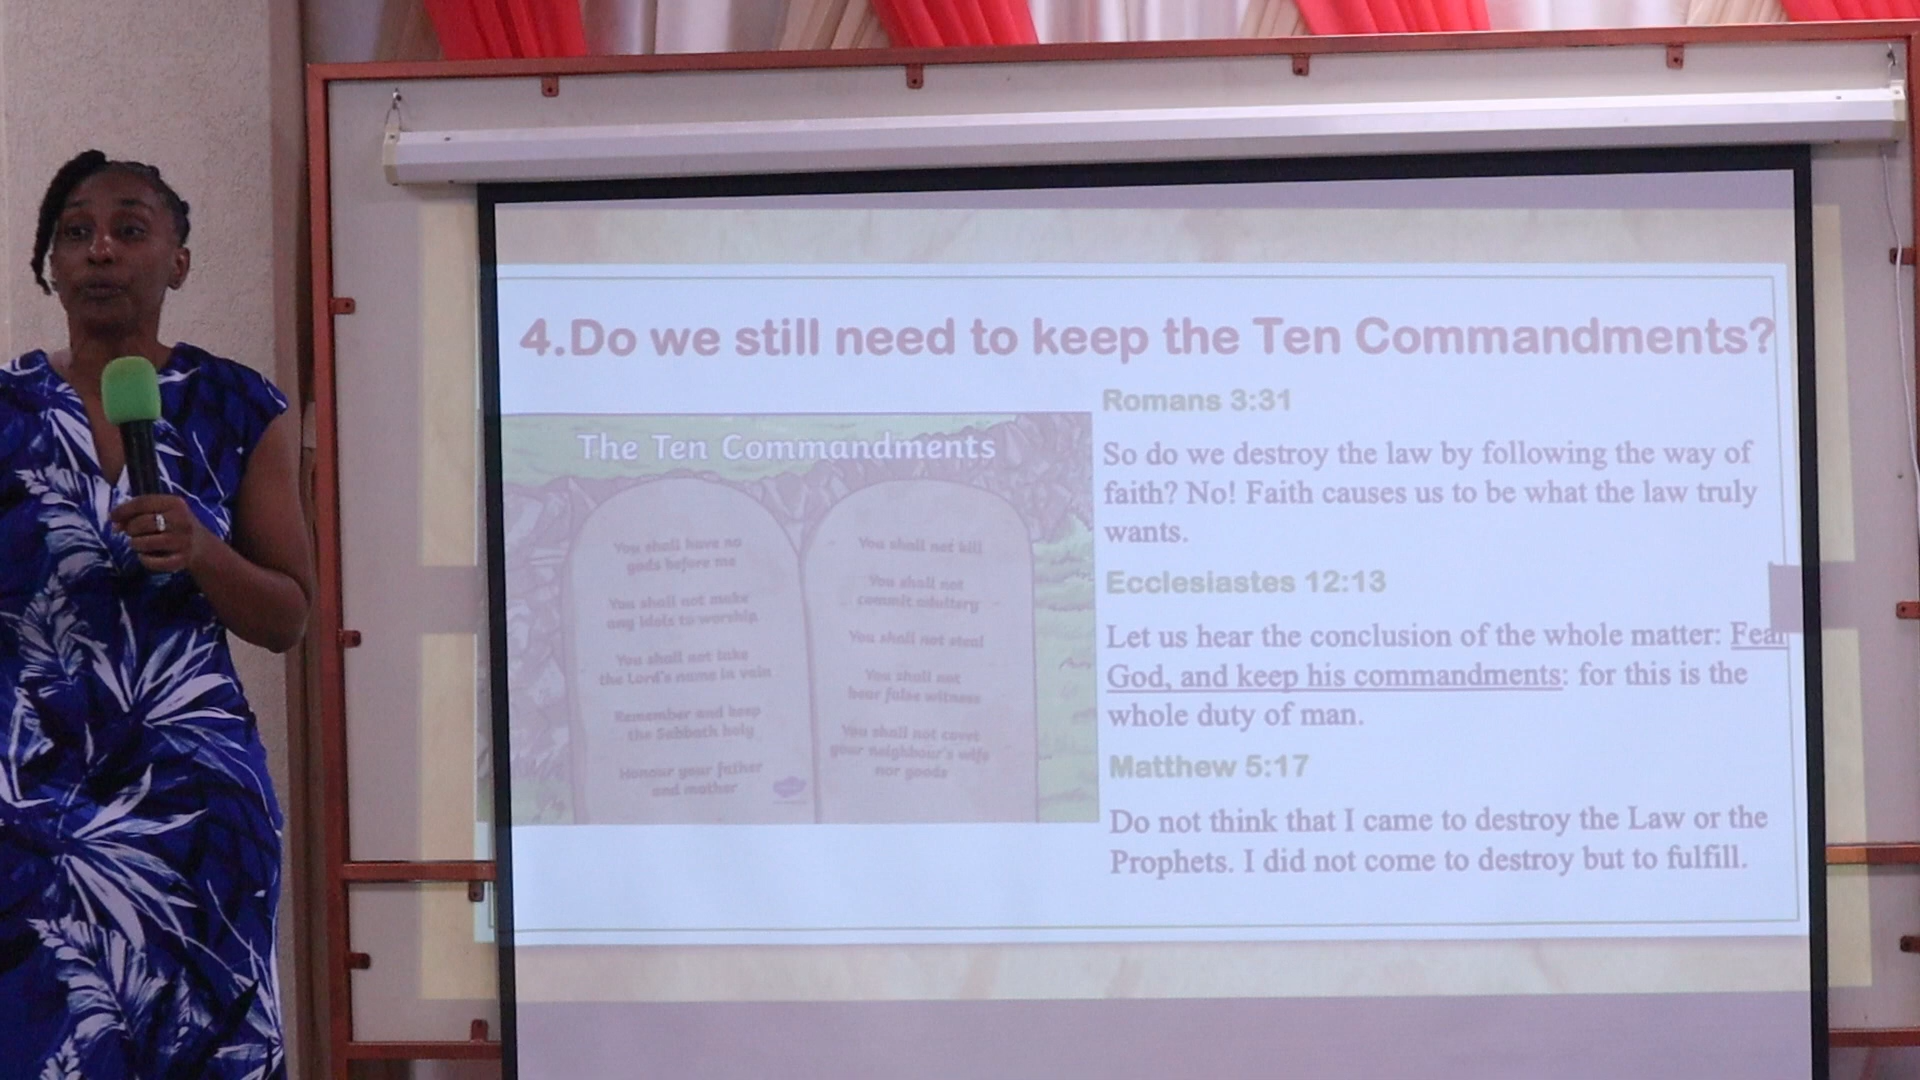 4.Do we still need to keep the Ten Commandments?
The Ten Commandments
You shall have no
gods before me
You shall not make
any idols to worship
You shall not take
the Lord's name in vain
Remember and keep
the Sabbath holy
Honour your father
and mother
You shall not kill
You shall not
commit adultery
You shall not steal
You shall not
bear false witness
You shall not covet
your neighbour's wife
nor goods
Romans 3:31
So do we destroy the law by following the way of
faith? No! Faith causes us to be what the law truly
wants.
Ecclesiastes 12:13
Let us hear the conclusion of the whole matter: Fear
God, and keep his commandments: for this is the
whole duty of man.
Matthew 5:17
Do not think that I came to destroy the Law or the
Prophets. I did not come to destroy but to fulfill.